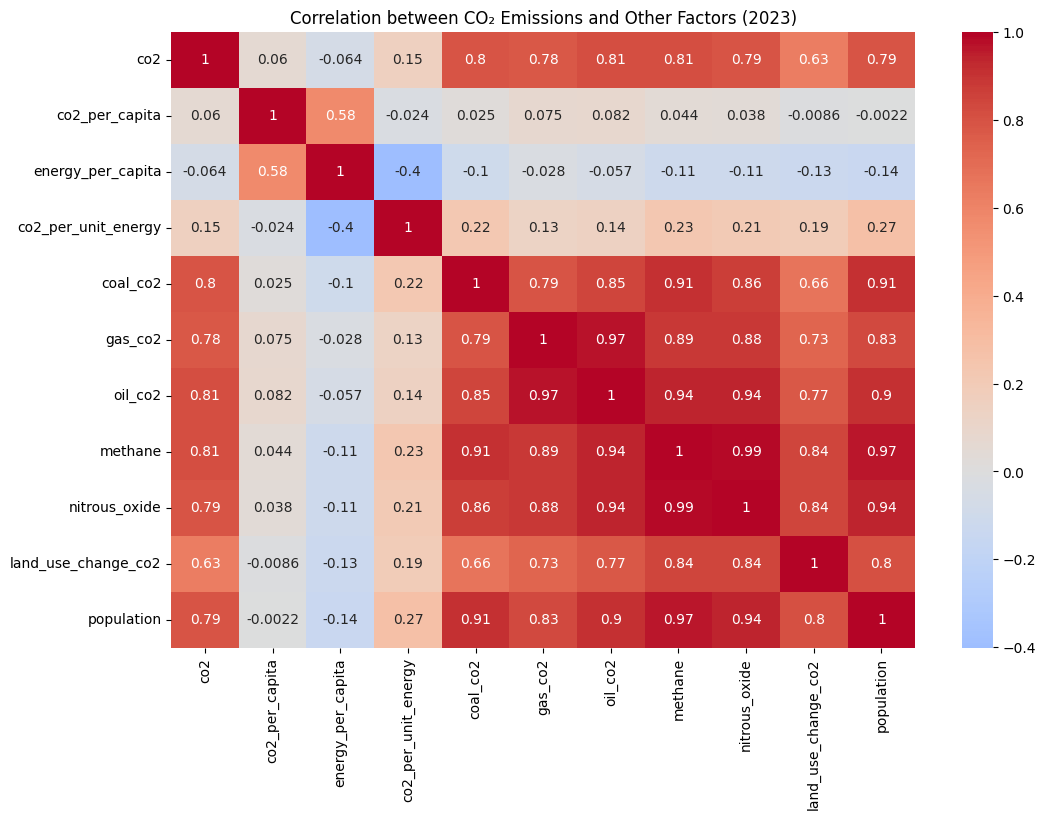 Correlation between CO₂ Emissions and Other Factors (2023)
co2 1 0.06 -0.064 0.15 0.8 0.78 0.81 0.81 0.79 0.63 0.79
co2_per_capita 0.06 1 0.58 -0.024 0.025 0.075 0.082 0.044 0.038 -0.0086 -0.0022
energy_per_capita -0.064 0.58 1 -0.4 -0.1 -0.028 -0.057 -0.11 -0.11 -0.13 -0.14
co2_per_unit_energy 0.15 -0.024 -0.4 1 0.22 0.13 0.14 0.23 0.21 0.19 0.27
coal_co2 0.8 0.025 -0.1 0.22 1 0.79 0.85 0.91 0.86 0.66 0.91
gas_co2 0.78 0.075 -0.028 0.13 0.79 1 0.97 0.89 0.88 0.73 0.83
oil_co2 0.81 0.082 -0.057 0.14 0.85 0.97 1 0.94 0.94 0.77 0.9
methane 0.81 0.044 -0.11 0.23 0.91 0.89 0.94 1 0.99 0.84 0.97
nitrous_oxide 0.79 0.038 -0.11 0.21 0.86 0.88 0.94 0.99 1 0.84 0.94
land_use_change_co2 0.63 -0.0086 -0.13 0.19 0.66 0.73 0.77 0.84 0.84 1 0.8
population 0.79 -0.0022 -0.14 0.27 0.91 0.83 0.9 0.97 0.94 0.8 1
co2
co2_per_capita
energy_per_capita
co2_per_unit_energy
coal_co2
gas_co2
oil_co2
methane
nitrous_oxide
land_use_change_co2
population
1.0
0.8
0.6
0.4
0.2
0.0
−0.2
−0.4